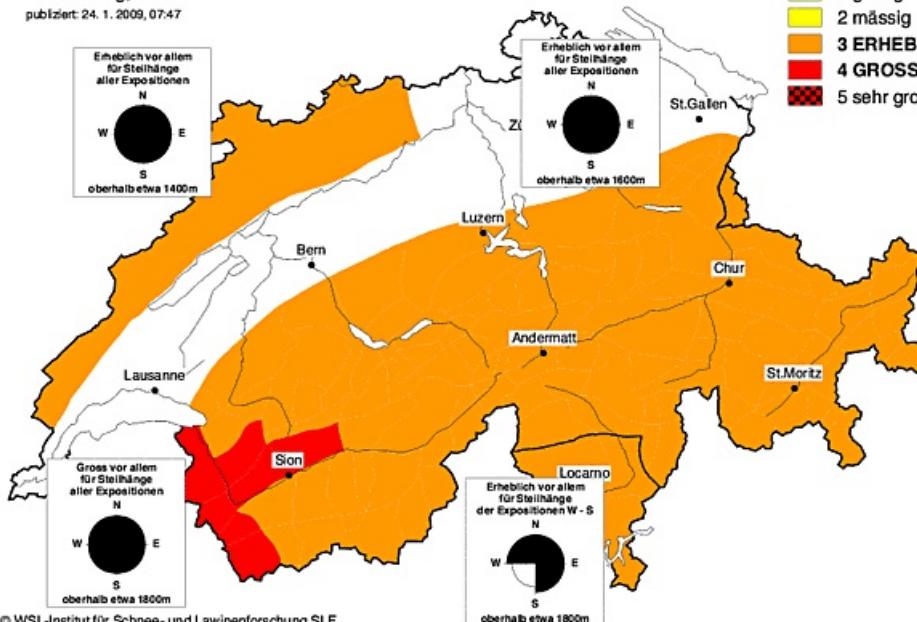 publiziert: 24. 1. 2009, 07:47
2 mässig
3 ERHEB
4 GROSS
5 sehr gro
Erheblich vor allem
für Steilhänge
aller Expositionen
N
W E
S
oberhalb etwa 1400m
Erheblich vor allem
für Steilhänge
aller Expositionen
N
W E
S
oberhalb etwa 1600m
St.Gallen
Luzern
Bern
Chur
Andermatt
Lausanne
St.Moritz
Sion
Locarno
Gross vor allem
für Steilhänge
aller Expositionen
N
W E
S
oberhalb etwa 1800m
Erheblich vor allem
für Steilhänge
der Expositionen W - S
N
W E
S
oberhalb etwa 1800m
© WSL-Institut für Schnee- und Lawinenforschung SLF